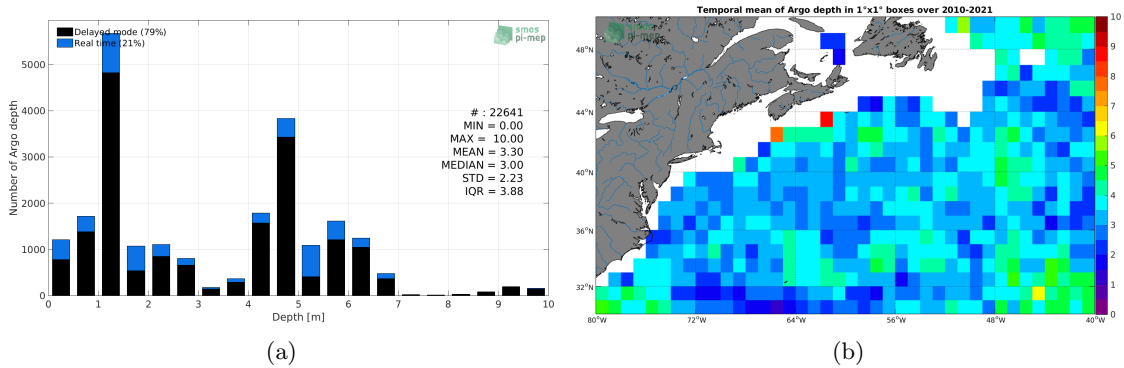 Delayed mode (79%)
Real time (21%)
smos
pi-mep
# : 22641
MIN = 0.00
MAX = 10.00
MEAN = 3.30
MEDIAN = 3.00
STD = 2.23
IQR = 3.88
Number of Argo depth
5000
4000
3000
2000
1000
0
0 1 2 3 4 5 6 7 8 9 10
Depth [m]
(a)
Temporal mean of Argo depth in 1°x1° boxes over 2010-2021
smos
pi-mep
48°N
44°N
40°N
36°N
32°N
80°W 72°W 64°W 56°W 48°W 40°W
10
9
8
7
6
5
4
3
2
1
0
(b)